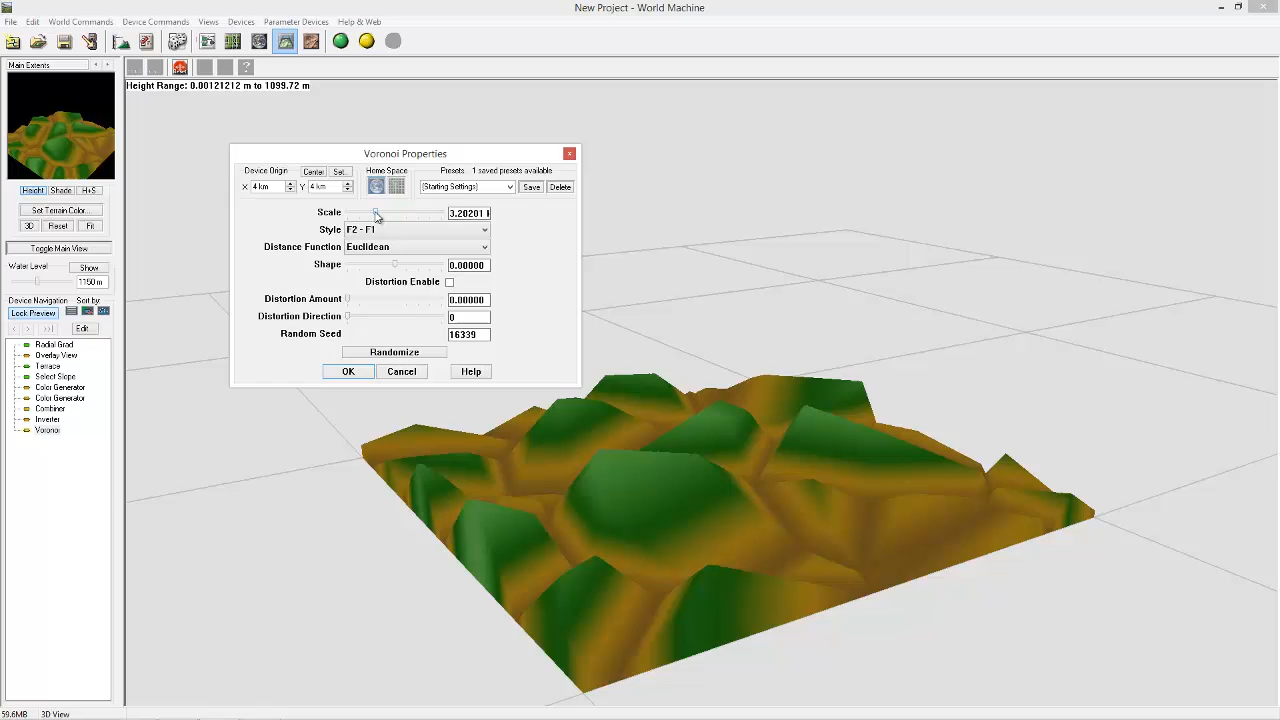 New Project - World Machine
File Edit World Commands Device Commands Views Devices Parameter Devices Help & Web
Main Extents
Height Range: 0.00121212 m to 1099.72 m
Height Shade H+S
Set Terrain Color...
3D Reset Fit
Toggle Main View
Water Level Show
1150 m
Device Navigation Sort by:
Lock Preview
Edit...
Radial Grad
Overlay View
Terrace
Select Slope
Color Generator
Color Generator
Combiner
Inverter
Voronoi
Voronoi Properties
Device Origin Center Set... Home Space Presets 1 saved presets available
X 4 km Y 4 km [Starting Settings] Save Delete
Scale 3.20201
Style F2 - F1
Distance Function Euclidean
Shape 0.00000
Distortion Enable
Distortion Amount 0.00000
Distortion Direction 0
Random Seed 16339
Randomize
OK Cancel Help
59.6MB 3D View